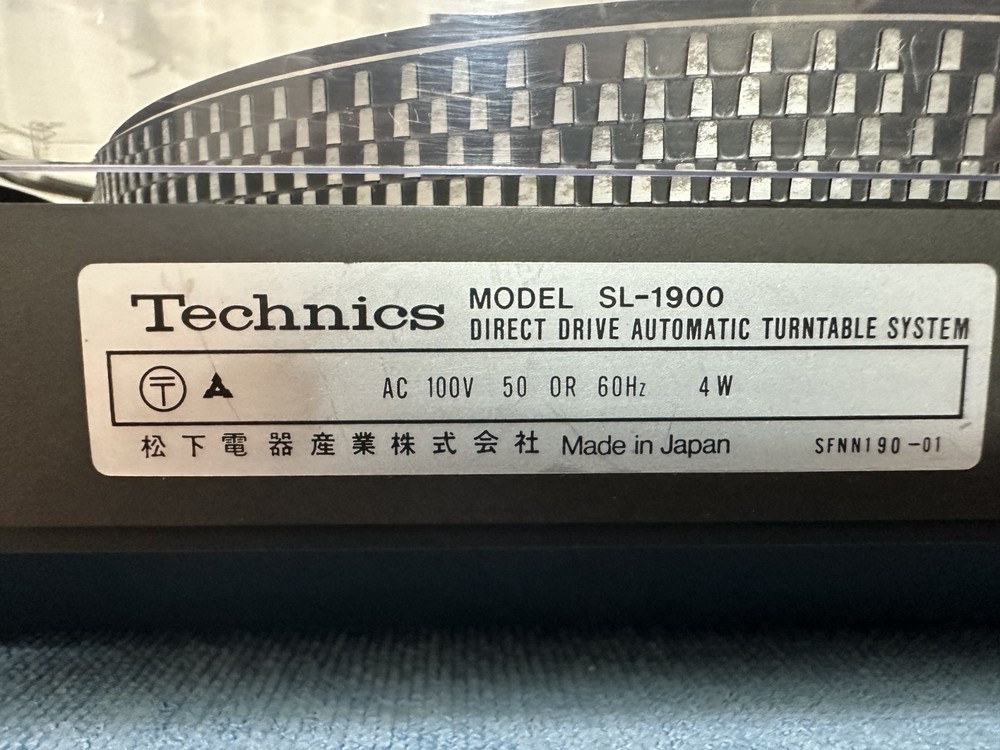 Technics MODEL SL-1900
DIRECT DRIVE AUTOMATIC TURNTABLE SYSTEM
〒 AC 100V 50 OR 60Hz 4W
松下電器産業株式会社 Made in Japan SFNN190-01